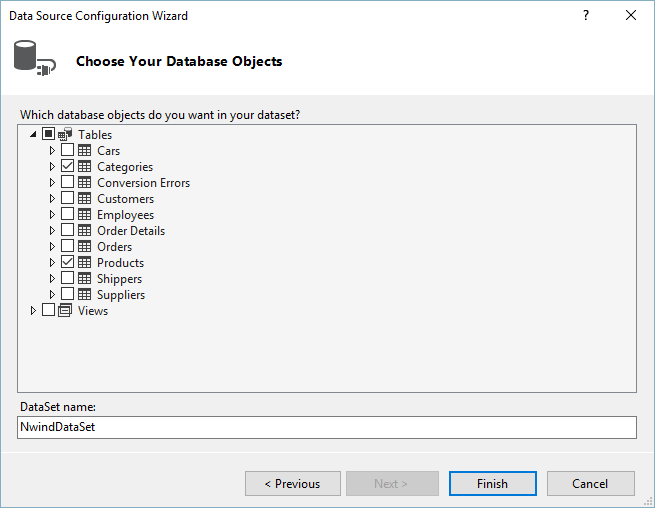 Data Source Configuration Wizard ?
Choose Your Database Objects
Which database objects do you want in your dataset?
Tables
Cars
Categories
Conversion Errors
Customers
Employees
Order Details
Orders
Products
Shippers
Suppliers
Views
DataSet name:
NwindDataSet
< Previous Next > Finish Cancel